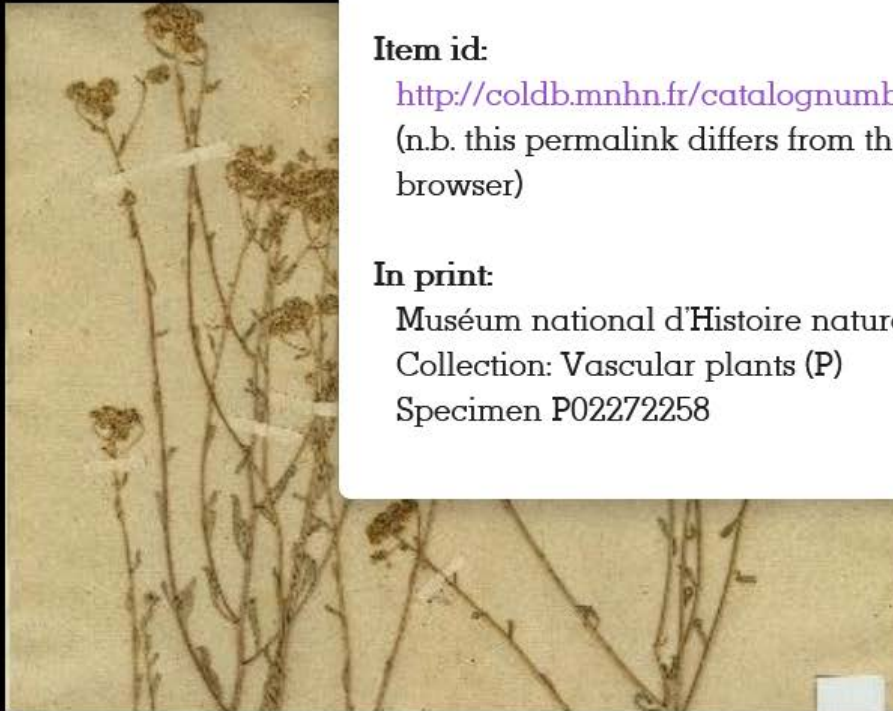 Item id:
http://coldb.mnhn.fr/catalognumb
(n.b. this permalink differs from th
browser)
In print:
Muséum national d'Histoire nature
Collection: Vascular plants (P)
Specimen P02272258